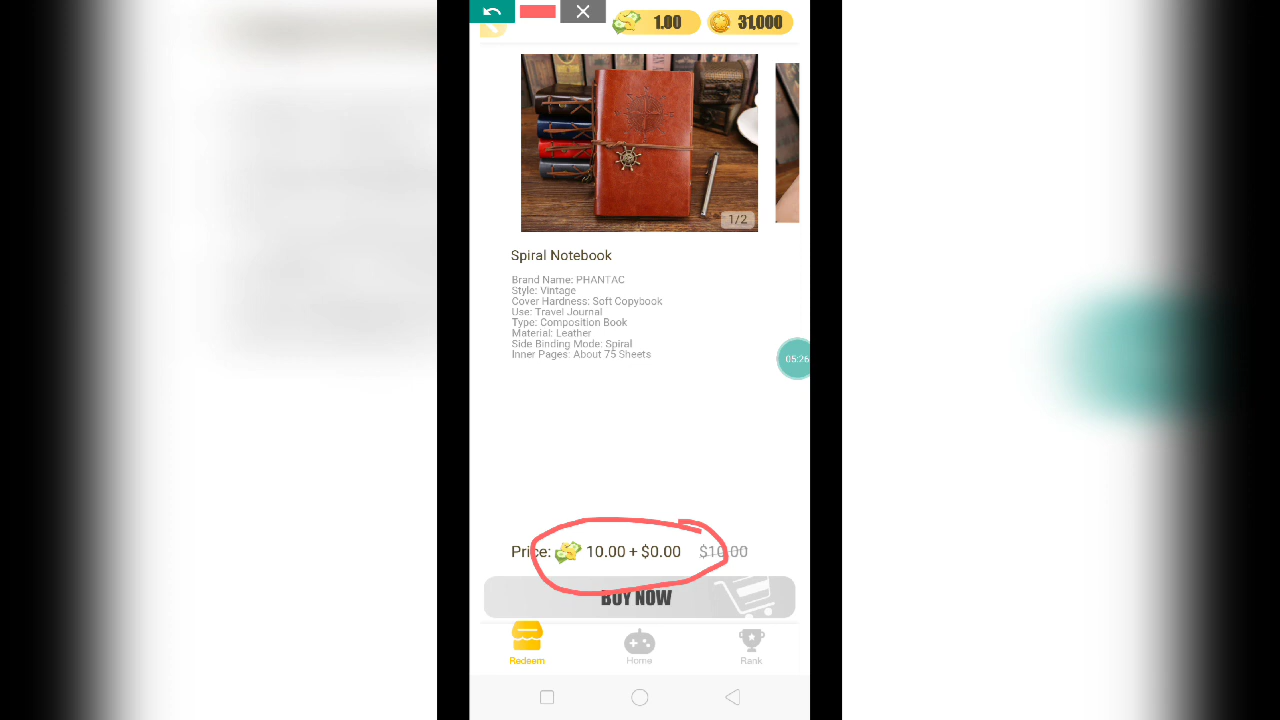 1.00
31,000
1/2
Spiral Notebook
Brand Name: PHANTAC
Style: Vintage
Cover Hardness: Soft Copybook
Use: Travel Journal
Type: Composition Book
Material: Leather
Side Binding Mode: Spiral
Inner Pages: About 75 Sheets
05:26
Price: 10.00 + $0.00 $10.00
BUY NOW
Redeem
Home
Rank